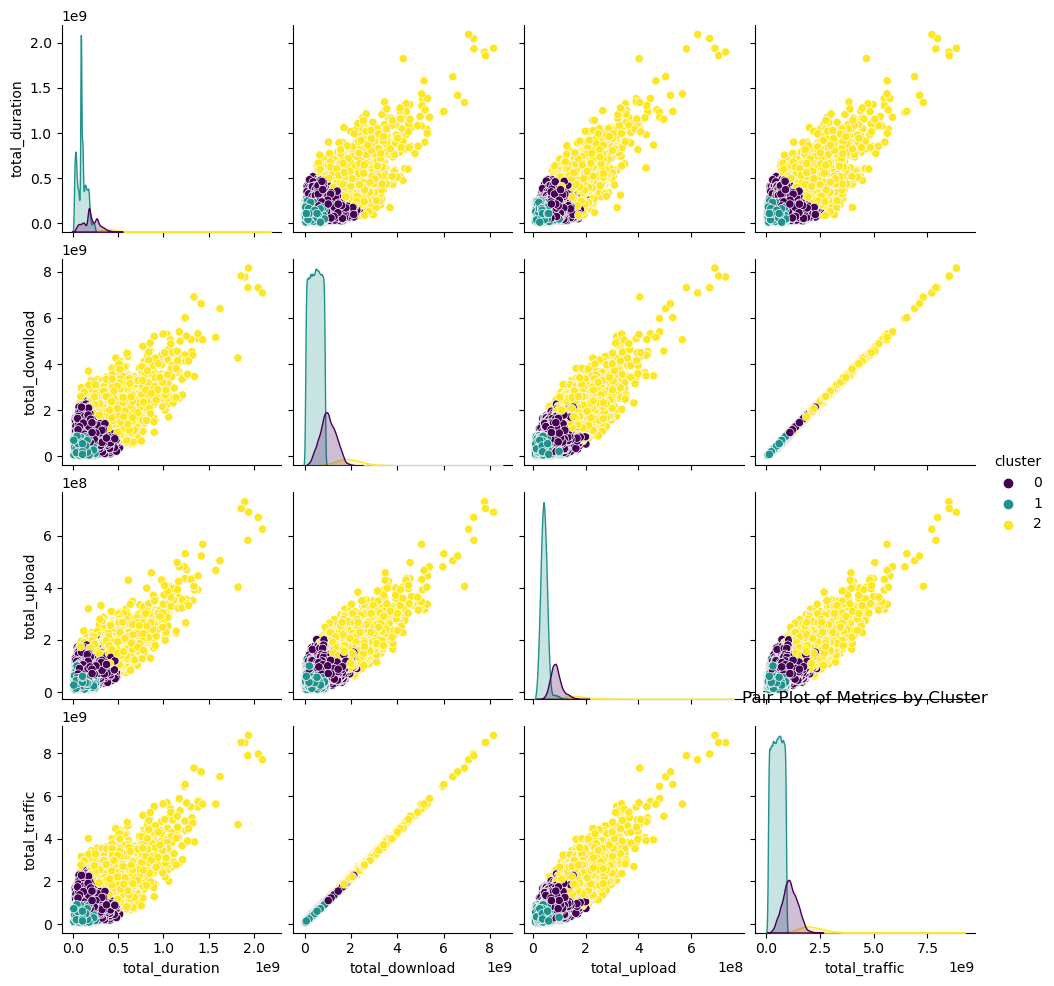 1e9
2.0
1.5
1.0
0.5
0.0
total_duration
1e9
8
6
4
2
0
total_download
cluster
0
1
2
1e8
6
4
2
0
total_upload
Pair Plot of Metrics by Cluster
1e9
8
6
4
2
0
total_traffic
0.0 0.5 1.0 1.5 2.0 0 2 4 6 8 0 2 4 6 0.0 2.5 5.0 7.5
total_duration 1e9 total_download 1e9 total_upload 1e8 total_traffic 1e9